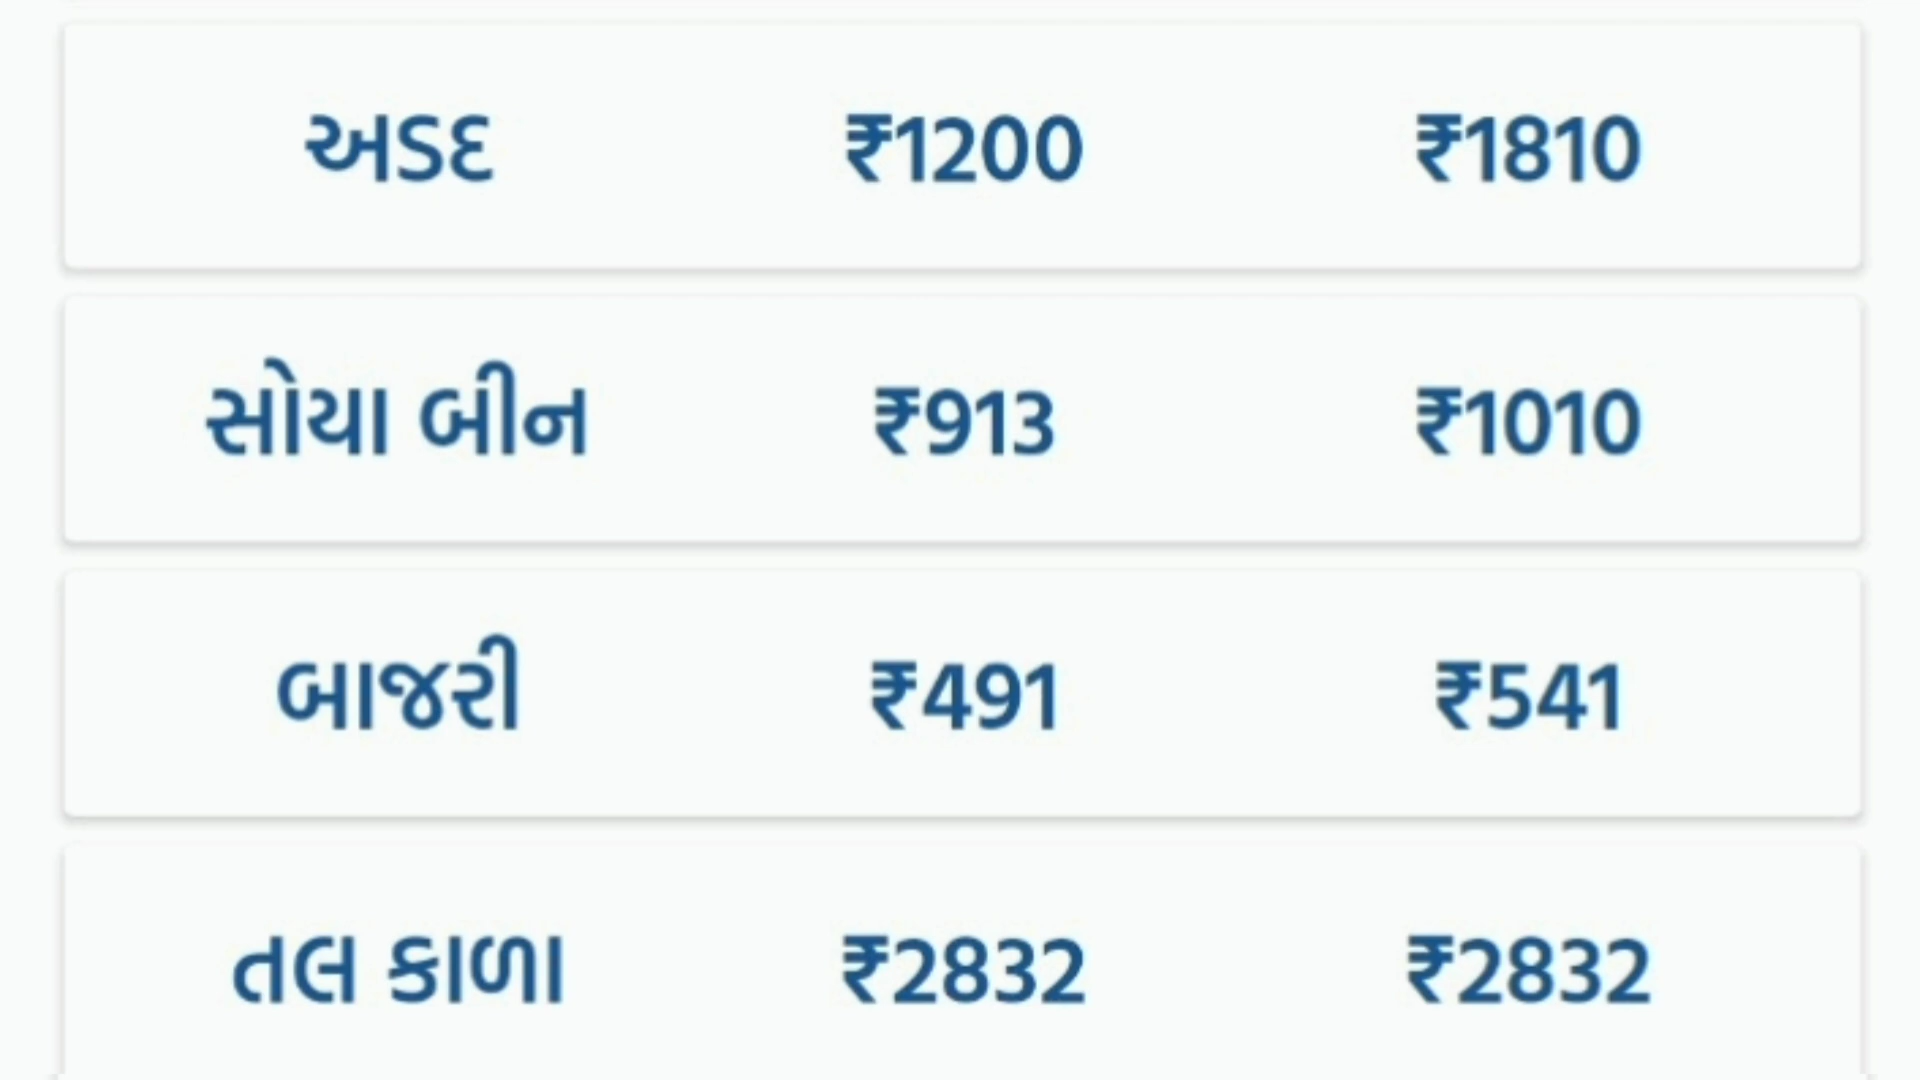 અડદ ₹1200 ₹1810
સોયા બીન ₹913 ₹1010
બાજરી ₹491 ₹541
તલ કાળા ₹2832 ₹2832